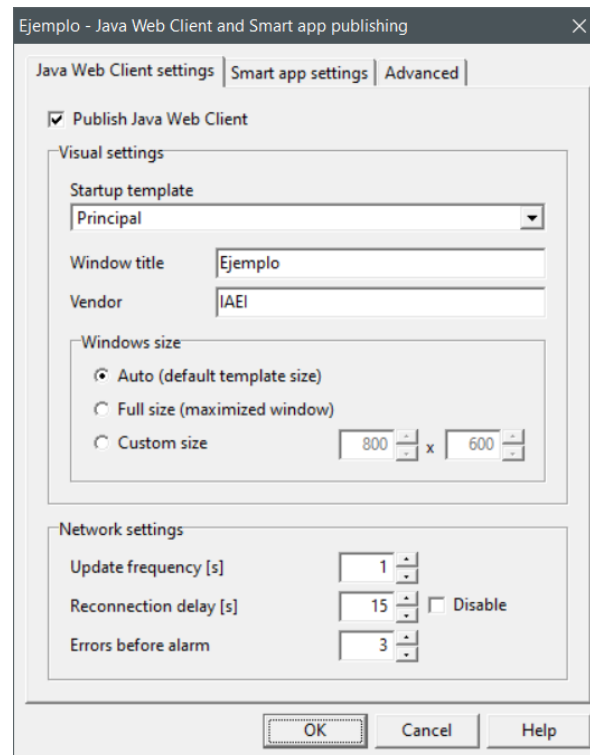 Ejemplo - Java Web Client and Smart app publishing
Java Web Client settings Smart app settings Advanced
Publish Java Web Client
Visual settings
Startup template
Principal
Window title Ejemplo
Vendor IAEI
Windows size
Auto (default template size)
Full size (maximized window)
Custom size 800 x 600
Network settings
Update frequency [s] 1
Reconnection delay [s] 15 Disable
Errors before alarm 3
OK Cancel Help